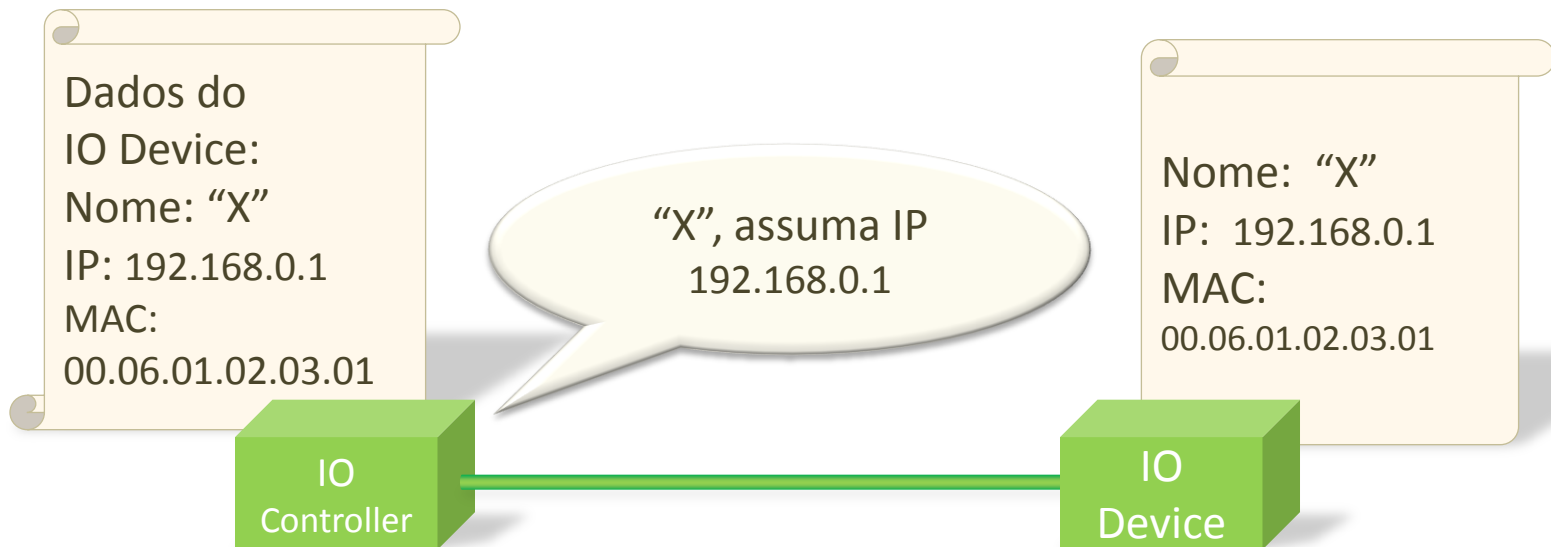 Dados do
IO Device:
Nome: “X”
IP: 192.168.0.1
MAC:
00.06.01.02.03.01
“X”, assuma IP
192.168.0.1
Nome: “X”
IP: 192.168.0.1
MAC:
00.06.01.02.03.01
IO
Controller
IO
Device